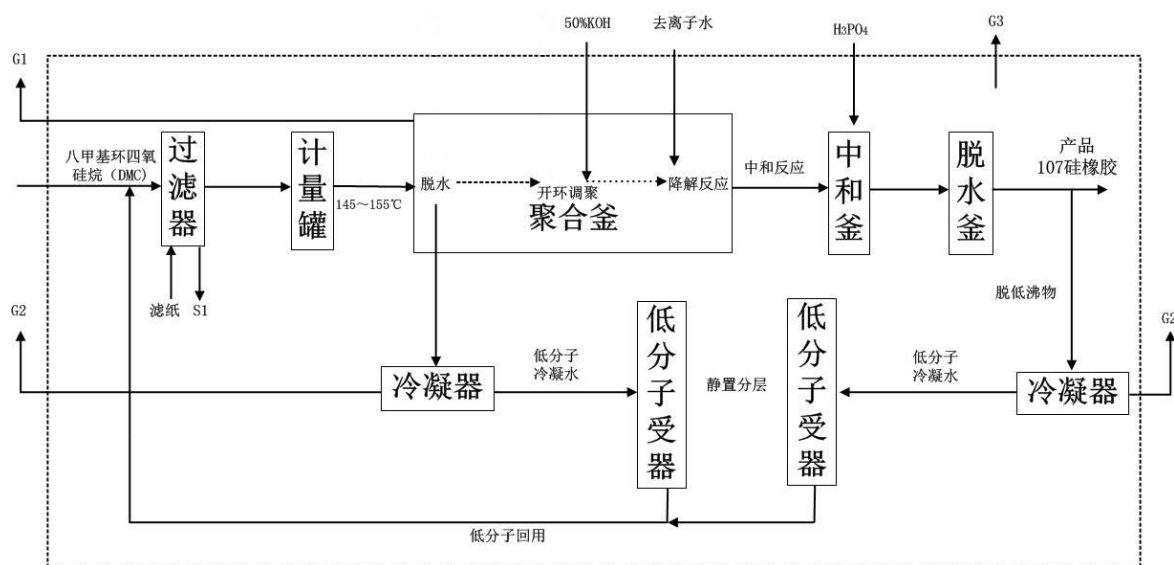 50%KOH
去离子水
H₃PO₄
G3
G1
八甲基环四氧
硅烷（DMC)
过滤器
计量罐
145～155℃
脱水
开环调聚
降解反应
聚合釜
中和反应
中和釜
脱水釜
产品
107硅橡胶
滤纸
S1
脱低沸物
G2
冷凝器
低分子
冷凝水
低分子受器
静置分层
低分子受器
低分子
冷凝水
冷凝器
G2
低分子回用